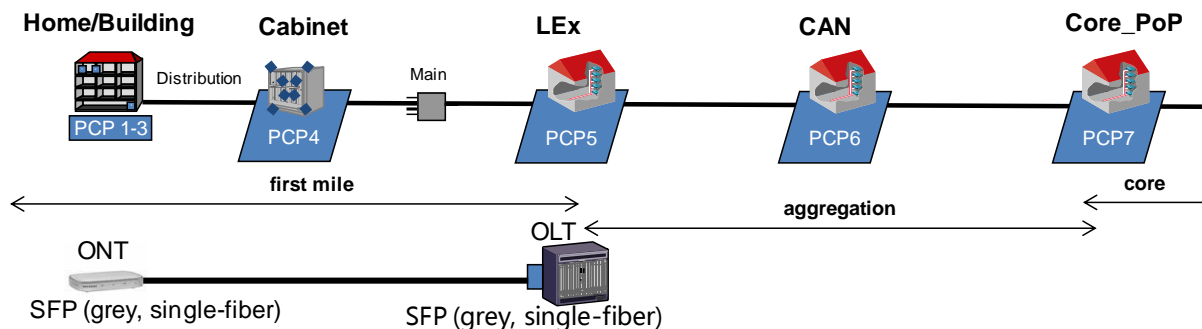 Home/Building
Cabinet
LEx
CAN
Core_PoP
Distribution
Main
PCP 1-3
PCP4
PCP5
PCP6
PCP7
first mile
core
aggregation
ONT
OLT
SFP (grey, single-fiber)
SFP (grey, single-fiber)